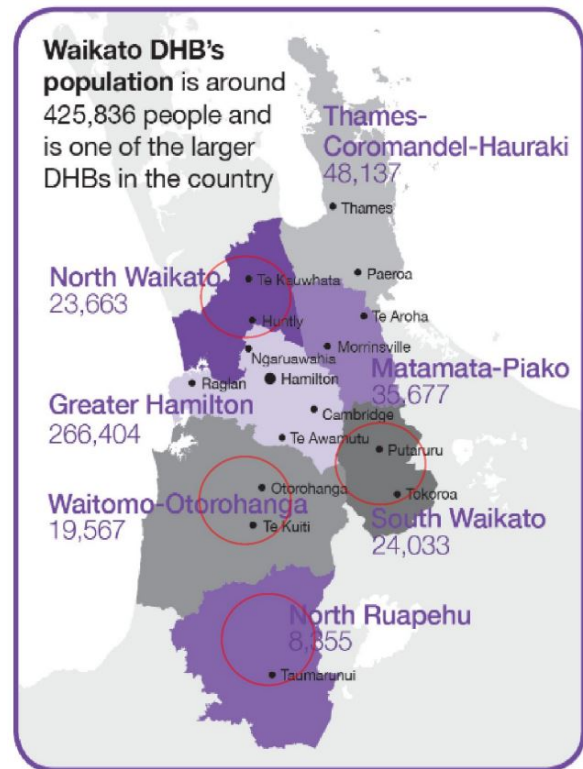 Waikato DHB's
population is around
425,836 people and
is one of the larger
DHBs in the country
Thames-
Coromandel-Hauraki
48,137
Thames
North Waikato
23,663
Te Kauwhata
Paeroa
Huntly
Te Aroha
Ngaruawahia
Morrinsville
Matamata-Piako
35,677
Raglan
Hamilton
Greater Hamilton
266,404
Cambridge
Te Awamutu
Putaruru
Waitomo-Otorohanga
19,567
Otorohanga
Te Kuiti
Tokoroa
South Waikato
24,033
North Ruapehu
8,355
Taumarunui